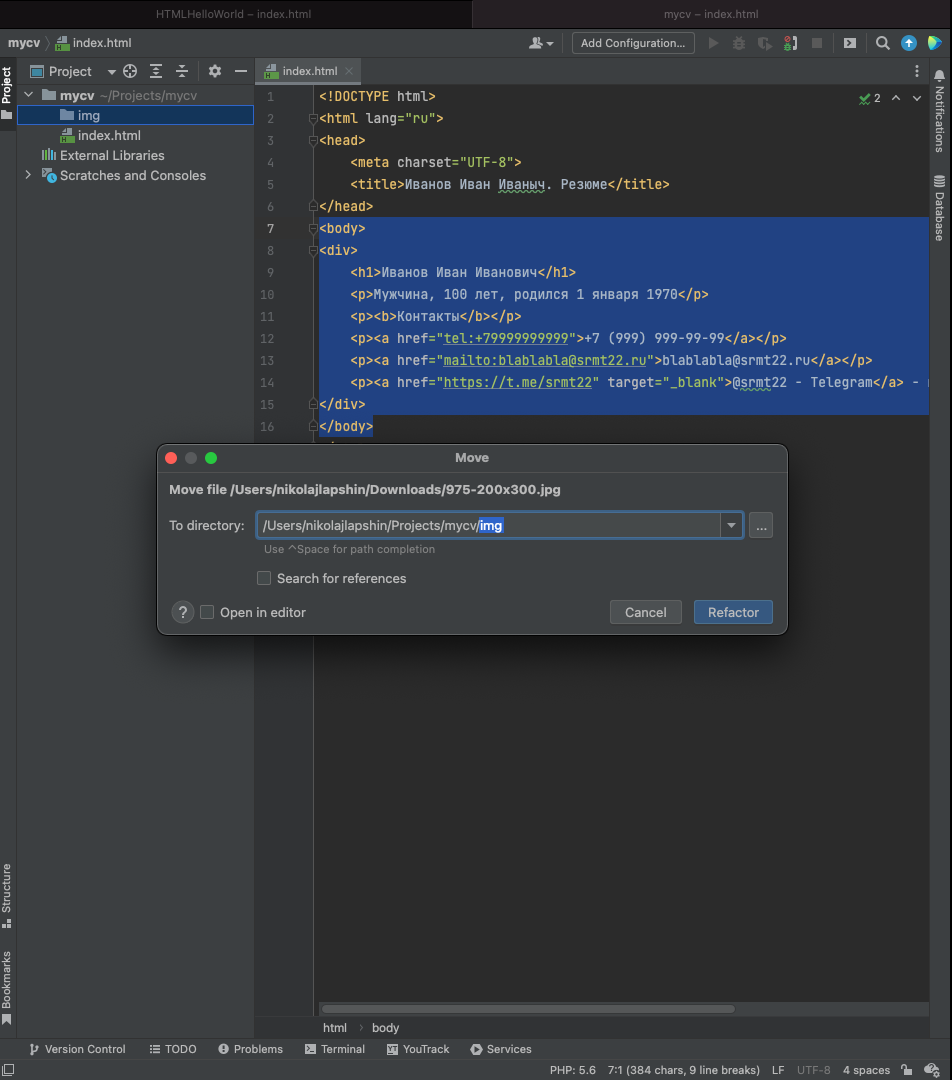 HTMLHelloWorld – index.html
mycv – index.html
mycv index.html
Add Configuration...
Project
index.html
mycv ~/Projects/mycv
img
index.html
External Libraries
Scratches and Consoles
Project
Structure
Bookmarks
2
1 <!DOCTYPE html>
2 <html lang="ru">
3 <head>
4 <meta charset="UTF-8">
5 <title>Иванов Иван Иваныч. Резюме</title>
6 </head>
7 <body>
8 <div>
9 <h1>Иванов Иван Иванович</h1>
10 <p>Мужчина, 100 лет, родился 1 января 1970</p>
11 <p><b>Контакты</b></p>
12 <p><a href="tel:+79999999999">+7 (999) 999-99-99</a></p>
13 <p><a href="mailto:blablabla@srmt22.ru">blablabla@srmt22.ru</a></p>
14 <p><a href="https://t.me/srmt22" target="_blank">@srmt22 - Telegram</a> -
15 </div>
16 </body>
Notifications
Database
Move
Move file /Users/nikolajlapshin/Downloads/975-200x300.jpg
To directory: /Users/nikolajlapshin/Projects/mycv/img ...
Use ^Space for path completion
Search for references
? Open in editor Cancel Refactor
html › body
Version Control TODO Problems Terminal YouTrack Services
PHP: 5.6 7:1 (384 chars, 9 line breaks) LF UTF-8 4 spaces